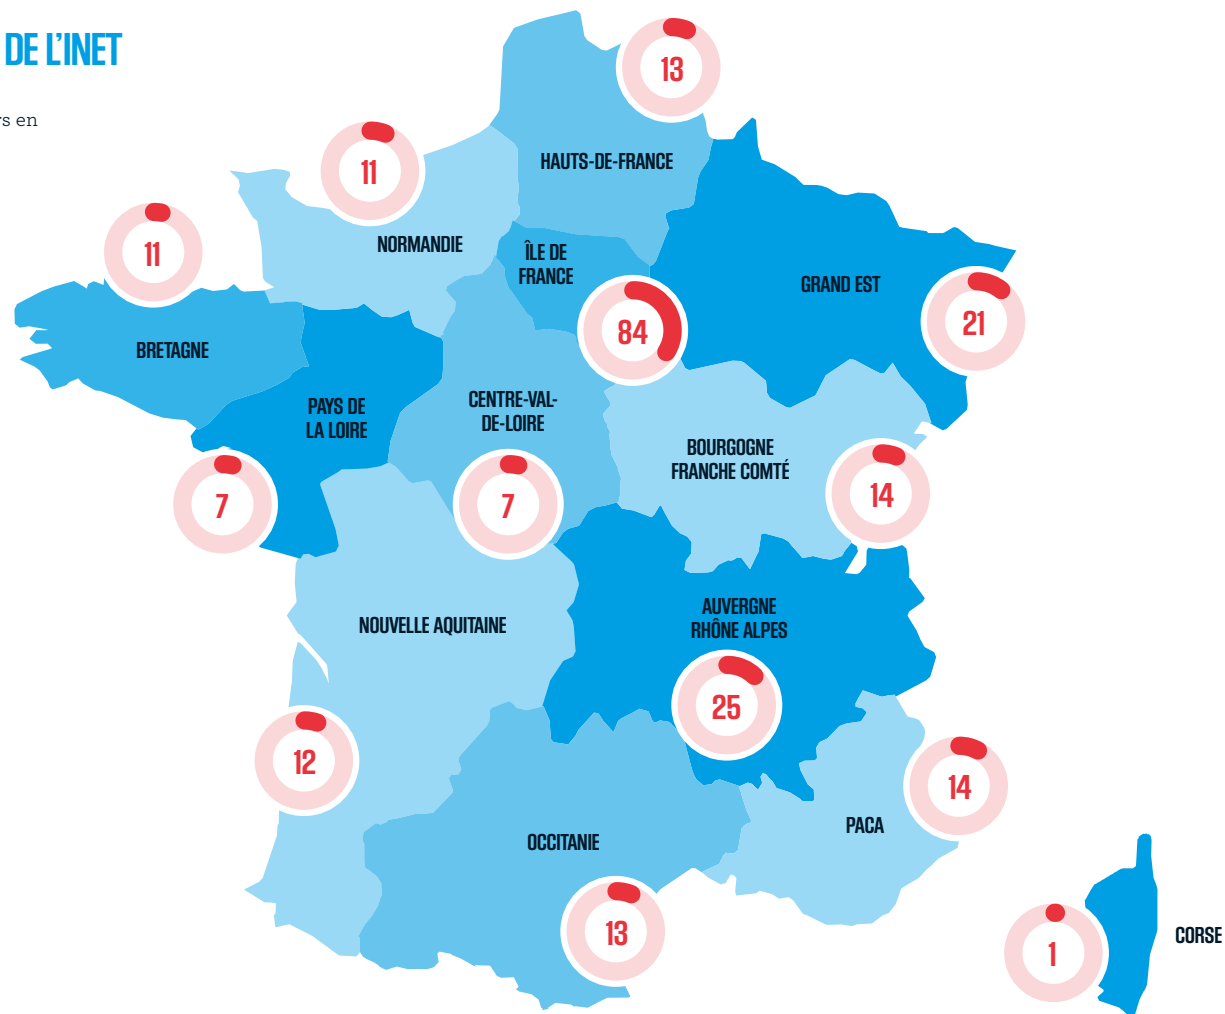 DE L'INET
rs en
13
HAUTS-DE-FRANCE
11
NORMANDIE
11
BRETAGNE
ÎLE DE
FRANCE
84
GRAND EST
21
PAYS DE
LA LOIRE
7
CENTRE-VAL-
DE-LOIRE
7
BOURGOGNE
FRANCHE COMTÉ
14
NOUVELLE AQUITAINE
12
AUVERGNE
RHÔNE ALPES
25
PACA
14
OCCITANIE
13
CORSE
1